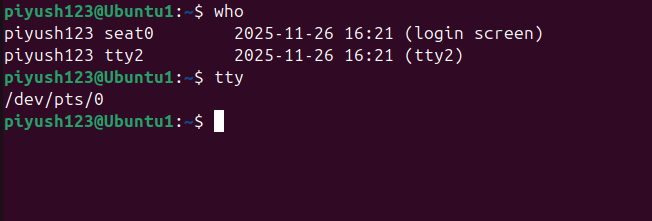 piyush123@Ubuntu1:~$ who
piyush123 seat0        2025-11-26 16:21 (login screen)
piyush123 tty2         2025-11-26 16:21 (tty2)
piyush123@Ubuntu1:~$ tty
/dev/pts/0
piyush123@Ubuntu1:~$